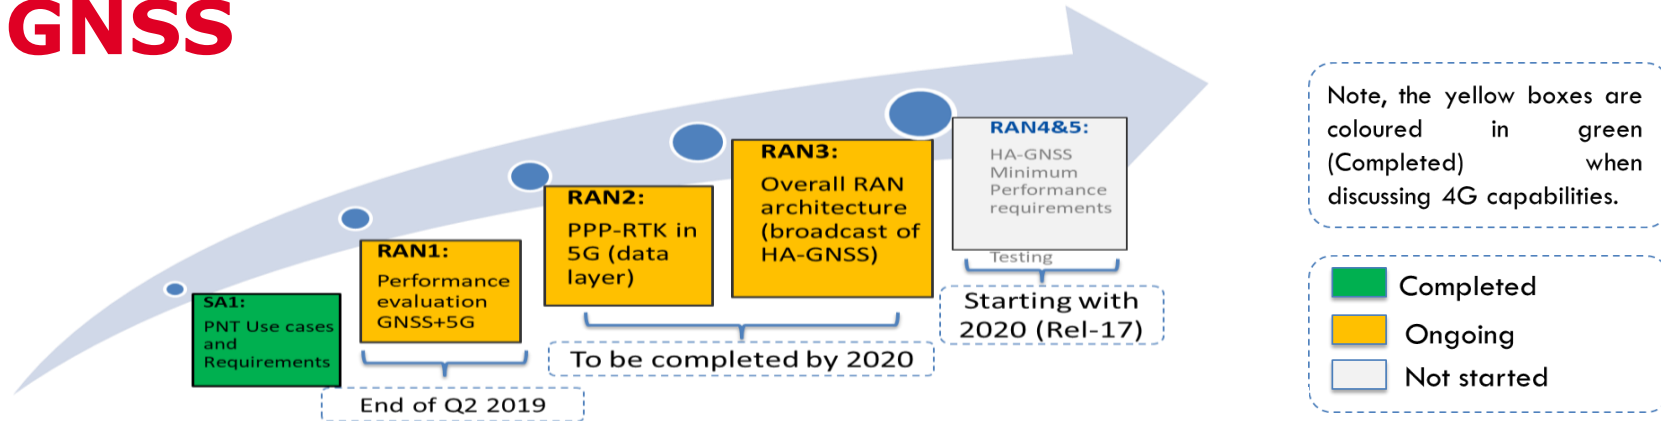 GNSS
SA1:
PNT Use cases
and
Requirements
RAN1:
Performance
evaluation
GNSS+5G
End of Q2 2019
RAN2:
PPP-RTK in
5G (data
layer)
RAN3:
Overall RAN
architecture
(broadcast of
HA-GNSS)
To be completed by 2020
RAN4&5:
HA-GNSS
Minimum
Performance
requirements
Testing
Starting with
2020 (Rel-17)
Note, the yellow boxes are
coloured in green
(Completed) when
discussing 4G capabilities.
Completed
Ongoing
Not started